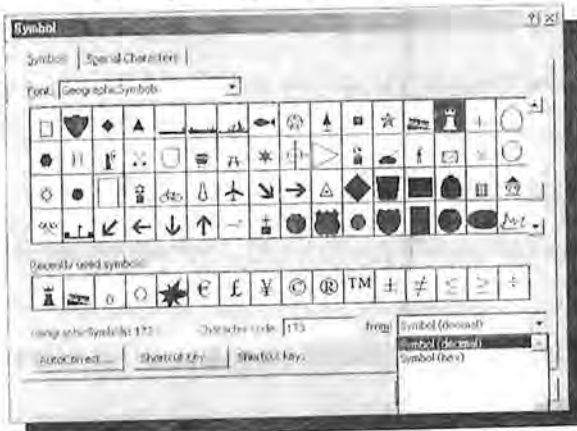 Symbol
Symbols Special Characters
Font: GeographicSymbols
Recently used symbols:
€ £ ¥ © ® ™ ± ≠ ≤ ≥ ÷
GeographicSymbols: 173 Character code: 173 from: Symbol (decimal)
Symbol (decimal)
Symbol (hex)
AutoCorrect... Shortcut Key... Shortcut key: